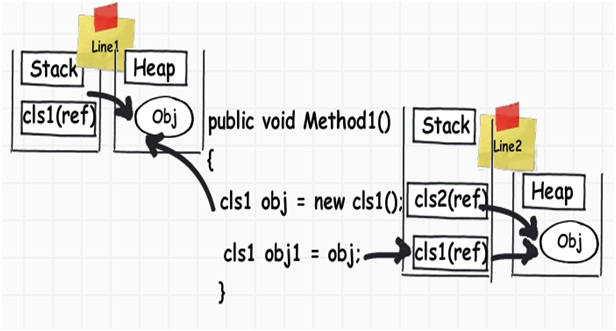 Line1
Stack
Heap
cls1(ref)
Obj
public void Method1()
{
cls1 obj = new cls1();
cls1 obj1 = obj;
}
Stack
Line2
cls2(ref)
Heap
cls1(ref)
Obj